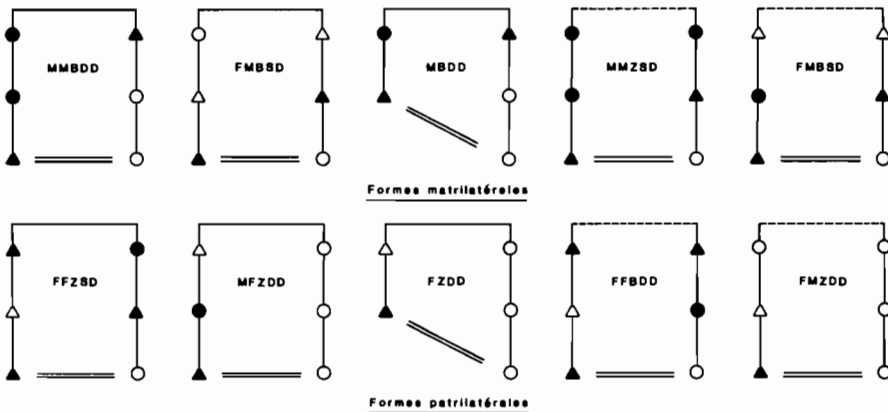 MMBDD FMBSD MBDD MMZSD FMBSD
Formes matrilatérales
FFZSD MFZDD FZDD FFBDD FMZDD
Formes patrilatérales